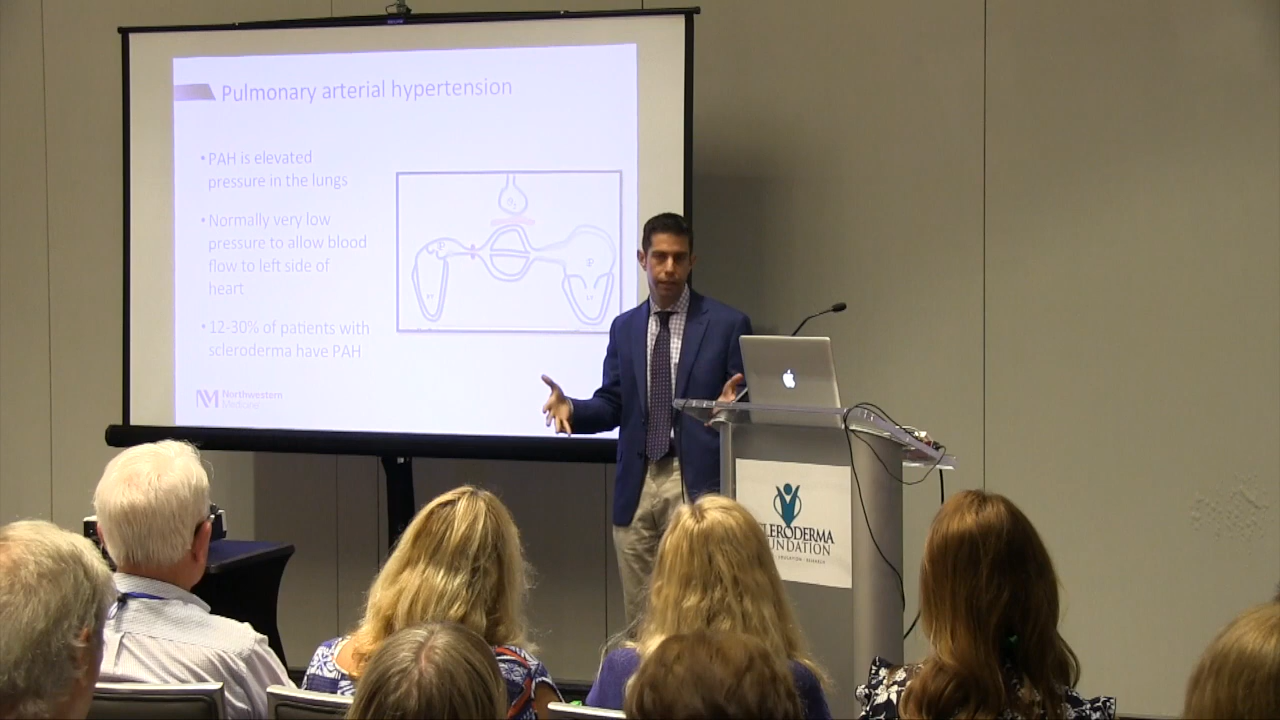 Pulmonary arterial hypertension
• PAH is elevated
pressure in the lungs
• Normally very low
pressure to allow blood
flow to left side of
heart
• 12-30% of patients with
scleroderma have PAH
NM Northwestern
Medicine
CLERODERMA
UNDATION